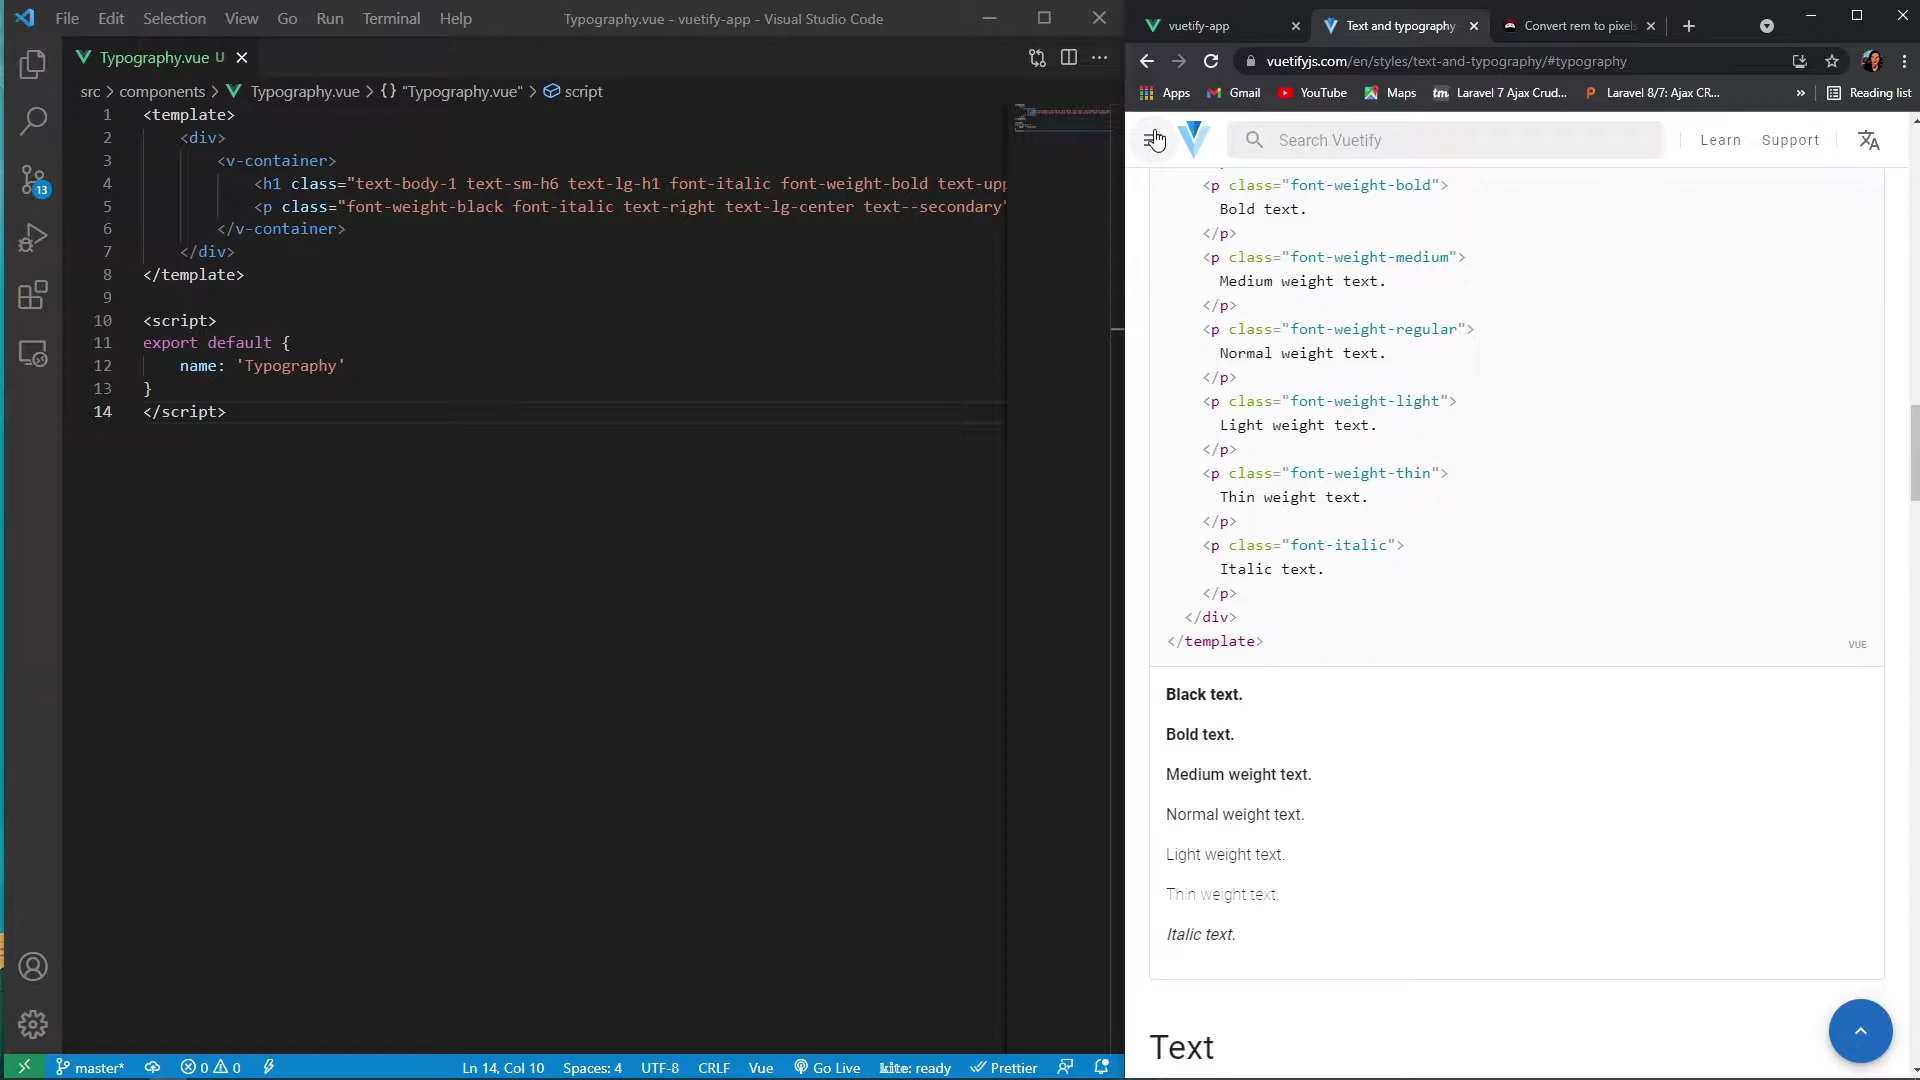 File Edit Selection View Go Run Terminal Help Typography.vue - vuetify-app - Visual Studio Code
Typography.vue U
src > components > Typography.vue > {} "Typography.vue" > script
1 <template>
2 <div>
3 <v-container>
4 <h1 class="text-body-1 text-sm-h6 text-lg-h1 font-italic font-weight-bold text-upp
5 <p class="font-weight-black font-italic text-right text-lg-center text--secondary"
6 </v-container>
7 </div>
8 </template>
9
10 <script>
11 export default {
12 name: 'Typography'
13 }
14 </script>
13
master* 0 0 Ln 14, Col 10 Spaces: 4 UTF-8 CRLF Vue Go Live kite: ready Prettier
vuetify-app Text and typography Convert rem to pixels
vuetifyjs.com/en/styles/text-and-typography/#typography
Apps Gmail YouTube Maps tm Laravel 7 Ajax Crud... Laravel 8/7: Ajax CR... » Reading list
Search Vuetify Learn Support
<p class="font-weight-bold">
Bold text.
</p>
<p class="font-weight-medium">
Medium weight text.
</p>
<p class="font-weight-regular">
Normal weight text.
</p>
<p class="font-weight-light">
Light weight text.
</p>
<p class="font-weight-thin">
Thin weight text.
</p>
<p class="font-italic">
Italic text.
</p>
</div>
</template>
VUE
Black text.
Bold text.
Medium weight text.
Normal weight text.
Light weight text.
Thin weight text.
Italic text.
Text